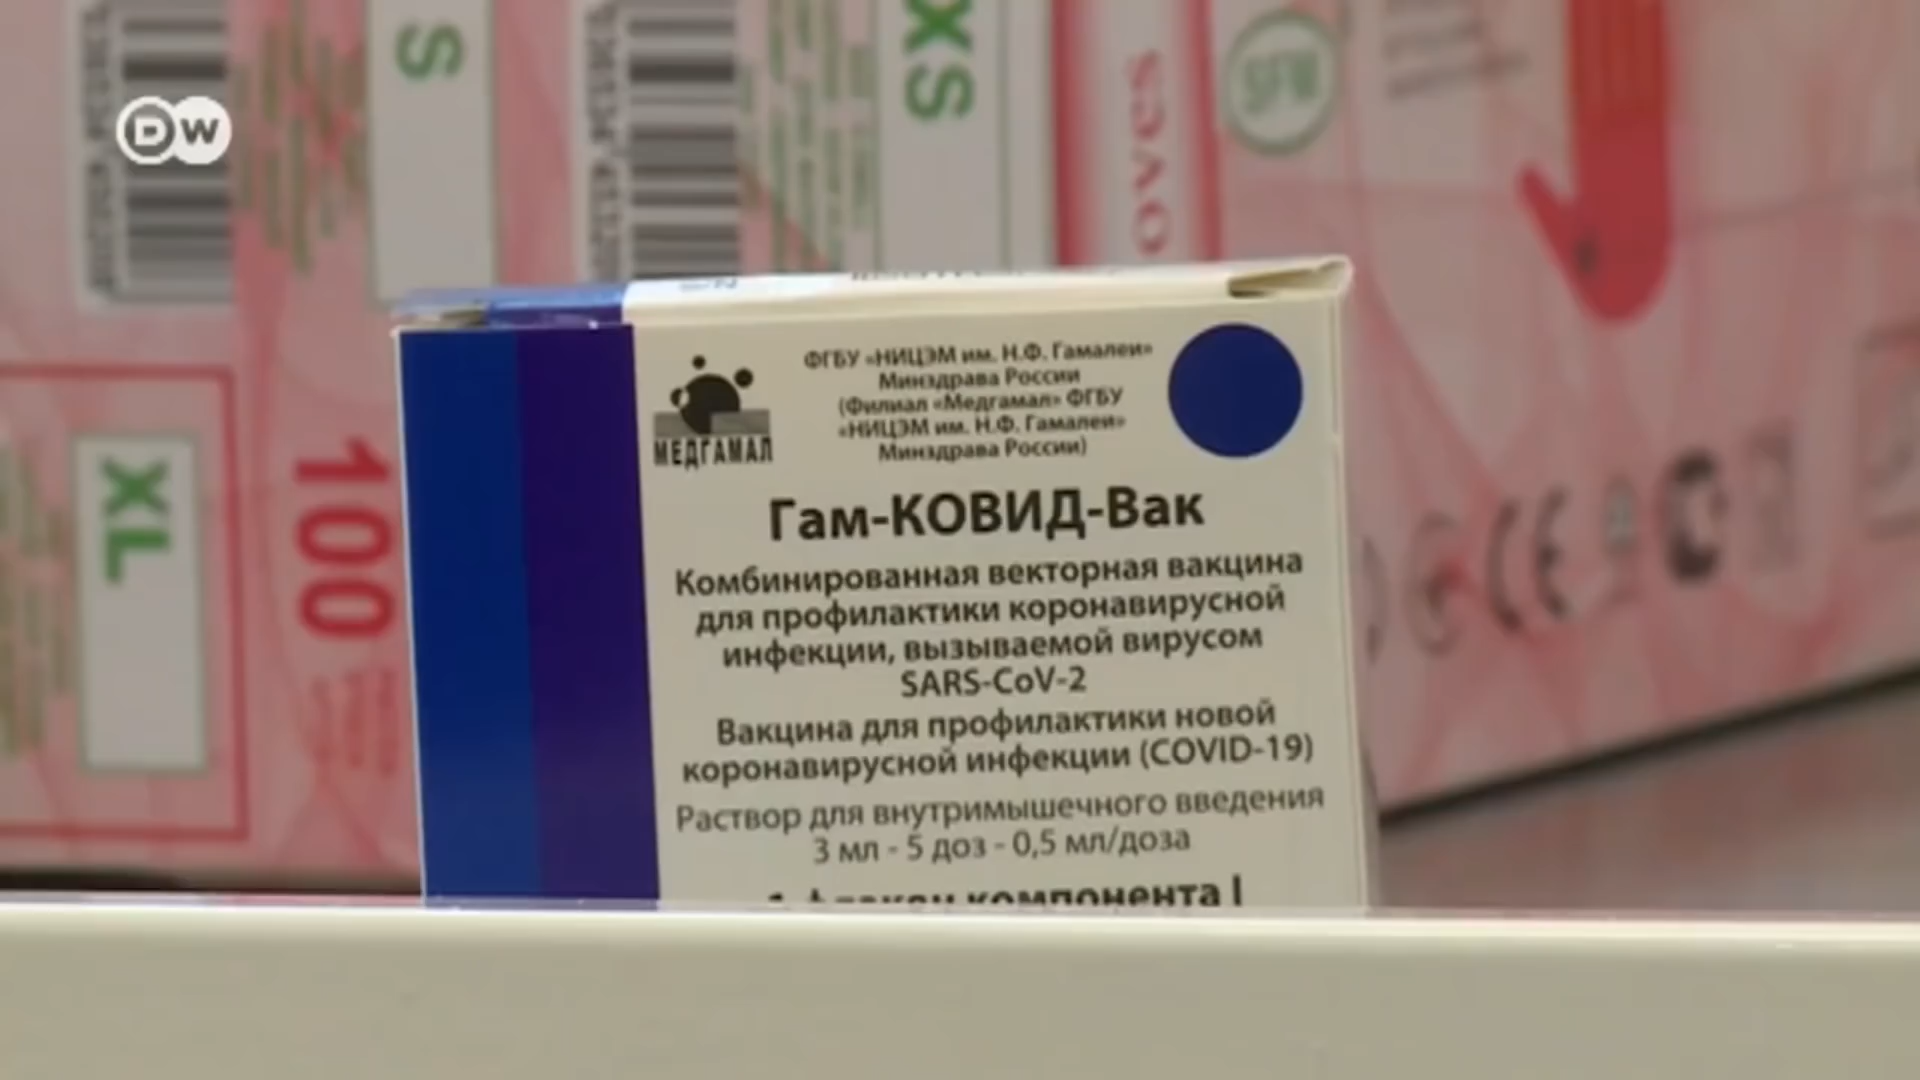 DW
S
XS
SFM
XL
100
CE
МЕДГАМАЛ
ФГБУ «НИЦЭМ им. Н.Ф. Гамалеи»
Минздрава России
(Филиал «Медгамал» ФГБУ
«НИЦЭМ им. Н.Ф. Гамалеи»
Минздрава России)
Гам-КОВИД-Вак
Комбинированная векторная вакцина
для профилактики коронавирусной
инфекции, вызываемой вирусом
SARS-CoV-2
Вакцина для профилактики новой
коронавирусной инфекции (COVID-19)
Раствор для внутримышечного введения
3 мл - 5 доз - 0,5 мл/доза
компонента I